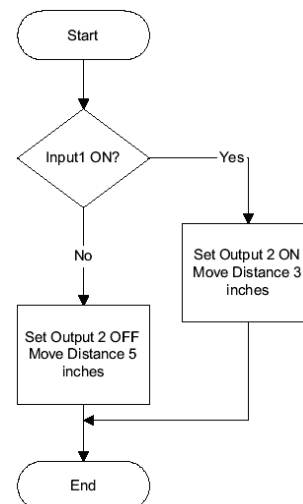 Start
Input1 ON?
Yes
No
Set Output 2 ON
Move Distance 3
inches
Set Output 2 OFF
Move Distance 5
inches
End